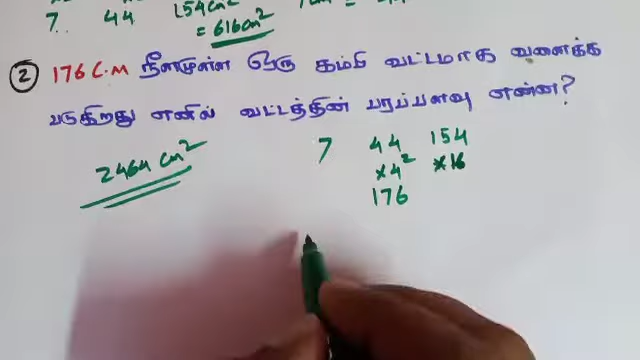 7.. 44 154cm² 
= 616cm²
② 176 C.M நீளமுள்ள ஒரு கம்பி வட்டமாக வளைக்க
படுகிறது எனில் வட்டத்தின் பரப்பளவு என்ன?
2464 cm²
7 44 154
×4² ×16
176